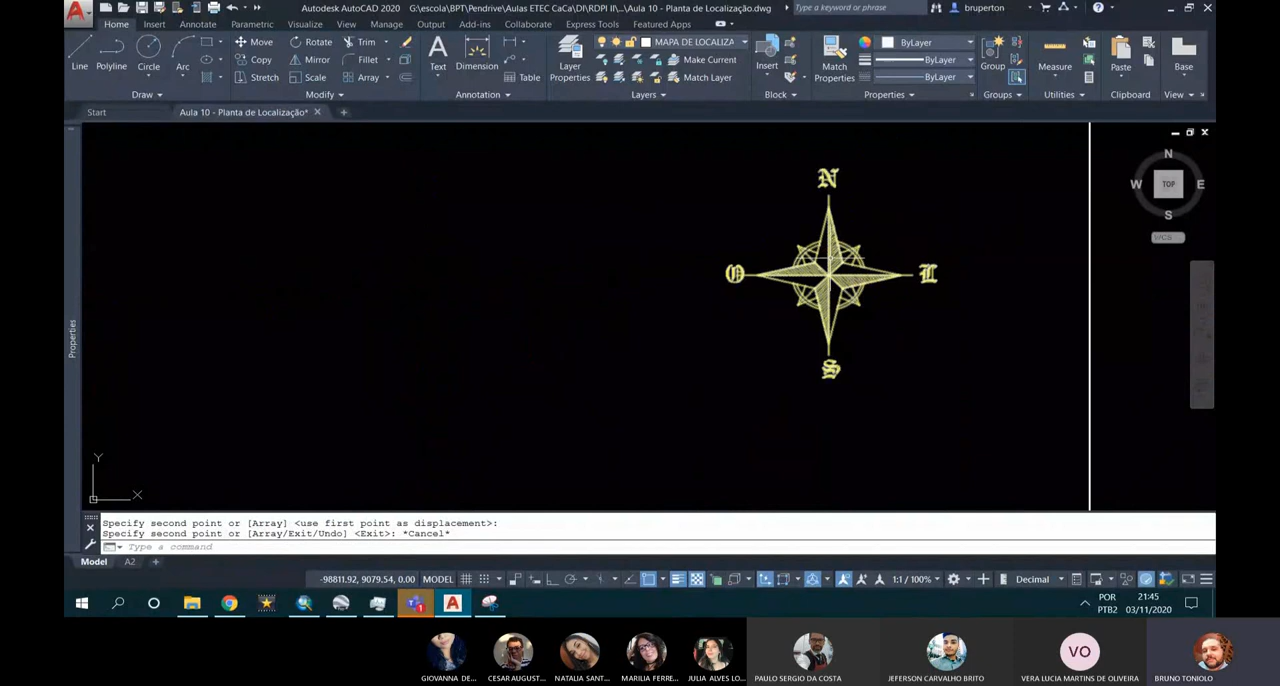 Autodesk AutoCAD 2020 G:\escola\BPT\Pendrive\Aulas ETEC CaCa\DI\RDPI II\...\Aula 10 - Planta de Localização.dwg
Type a keyword or phrase
bruperton
Home Insert Annotate Parametric View Manage Output Add-ins Collaborate Express Tools Featured Apps
Line Polyline Circle Arc
Move Rotate Trim
Copy Mirror Fillet
Stretch Scale Array
Text Dimension Table
Layer Properties
MAPA DE LOCALIZA
Make Current
Match Layer
Insert
Match Properties
ByLayer
ByLayer
ByLayer
Group
Measure
Paste
Base
Draw Modify Annotation Layers Block Properties Groups Utilities Clipboard View
Start Aula 10 - Planta de Localização*
N
W TOP E
S
WCS
N
O L
S
Properties
Y
X
Specify second point or [Array] <use first point as displacement>:
Specify second point or [Array/Exit/Undo] <Exit>: *Cancel*
Type a command
Model A2
-98811.92, 9079.54, 0.00 MODEL 1:1 / 100% Decimal
POR
PTB2
21:45
03/11/2020
GIOVANNA DE... CESAR AUGUST... NATALIA SANT... MARILIA FERRE... JULIA ALVES LO... PAULO SERGIO DA COSTA JEFERSON CARVALHO BRITO VO VERA LUCIA MARTINS DE OLIVEIRA BRUNO TONIOLO